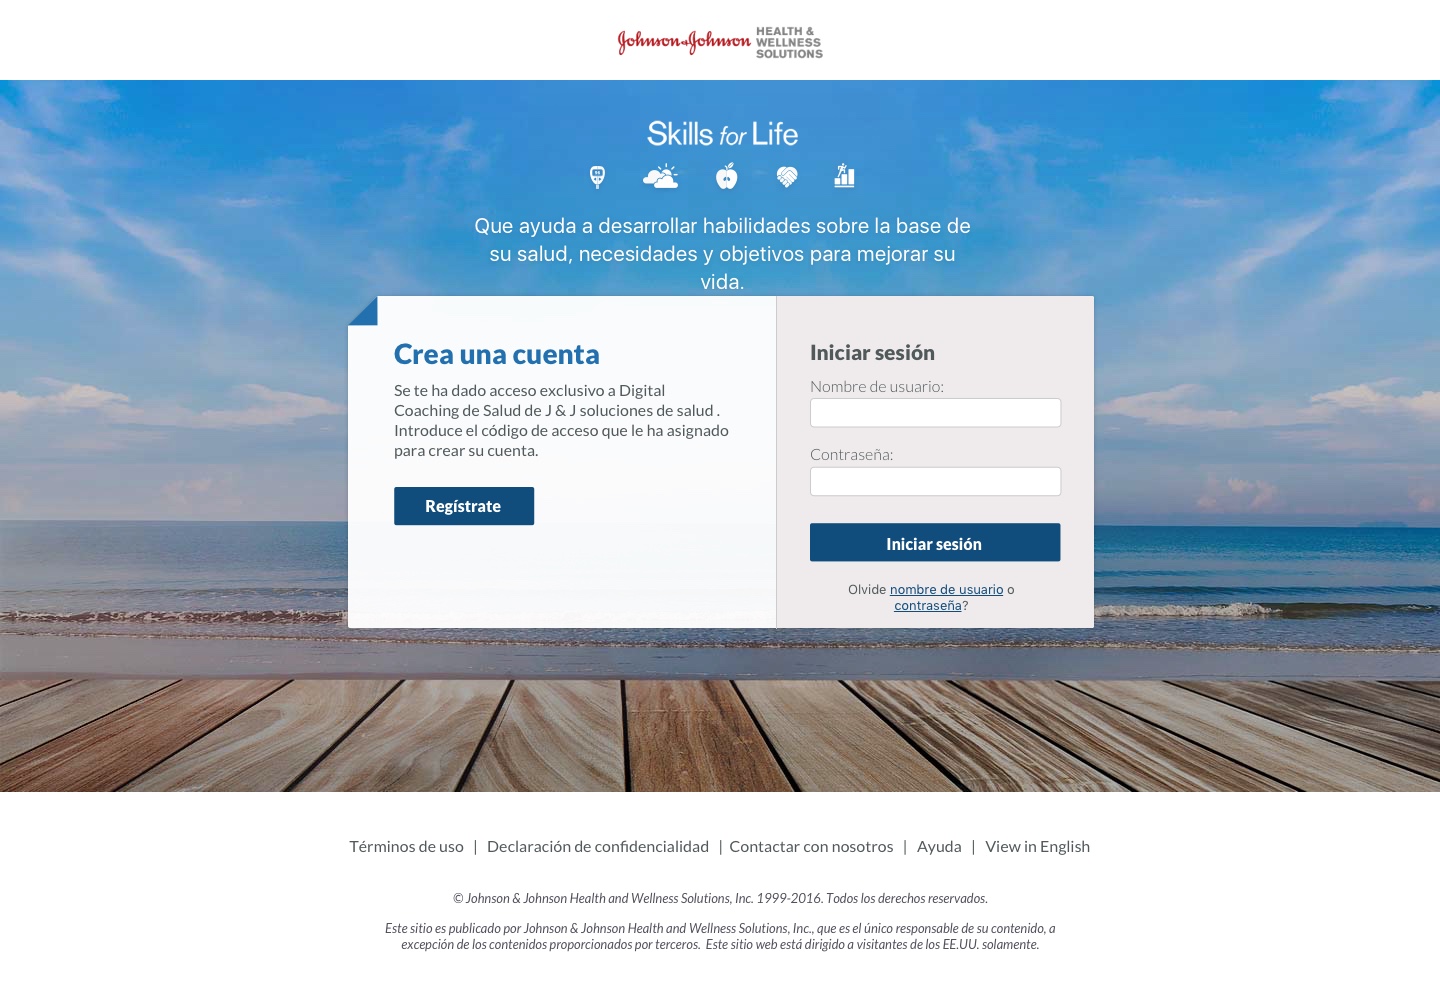 Johnson & Johnson HEALTH &
WELLNESS
SOLUTIONS
Skills for Life
Que ayuda a desarrollar habilidades sobre la base de
su salud, necesidades y objetivos para mejorar su
vida.
Crea una cuenta
Se te ha dado acceso exclusivo a Digital
Coaching de Salud de J & J soluciones de salud .
Introduce el código de acceso que le ha asignado
para crear su cuenta.
Regístrate
Iniciar sesión
Nombre de usuario:
Contraseña:
Iniciar sesión
Olvide nombre de usuario o
contraseña?
Términos de uso | Declaración de confidencialidad | Contactar con nosotros | Ayuda | View in English
© Johnson & Johnson Health and Wellness Solutions, Inc. 1999-2016. Todos los derechos reservados.
Este sitio es publicado por Johnson & Johnson Health and Wellness Solutions, Inc., que es el único responsable de su contenido, a
excepción de los contenidos proporcionados por terceros. Este sitio web está dirigido a visitantes de los EE.UU. solamente.